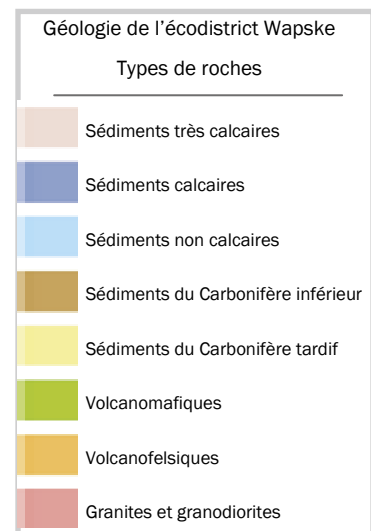 Géologie de l'écodistrict Wapske
Types de roches
Sédiments très calcaires
Sédiments calcaires
Sédiments non calcaires
Sédiments du Carbonifère inférieur
Sédiments du Carbonifère tardif
Volcanomafiques
Volcanofelsiques
Granites et granodiorites